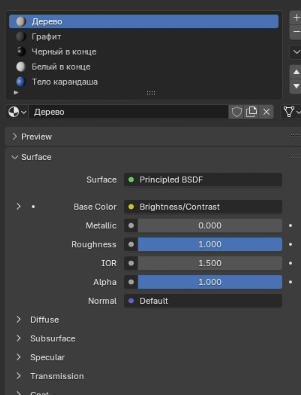 Дерево
Графит
Черный в конце
Белый в конце
Тело карандаша
Дерево
Preview
Surface
Surface Principled BSDF
Base Color Brightness/Contrast
Metallic 0.000
Roughness 1.000
IOR 1.500
Alpha 1.000
Normal Default
Diffuse
Subsurface
Specular
Transmission
Coat